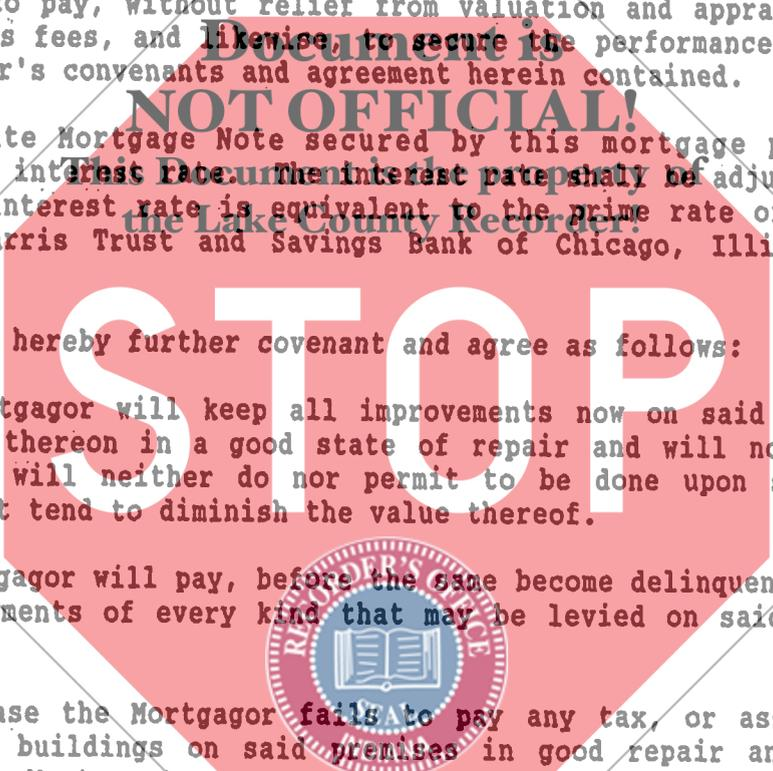 to pay, without relief from valuation and appra
s fees, and likewise, to secure the performance
Document is
r's convenants and agreement herein contained.
NOT OFFICIAL!
te Mortgage Note secured by this mortgage
This Document is the property of
interest rate. The interest rate shall be adju
nterest rate is equivalent to the prime rate o
the Lake County Recorder!
rris Trust and Savings Bank of Chicago, Illi
STOP
hereby further covenant and agree as follows:
tgagor will keep all improvements now on said
thereon in a good state of repair and will no
will neither do nor permit to be done upon
t tend to diminish the value thereof.
RECORDER'S OFFICE
gagor will pay, before the same become delinquen
ments of every kind that may be levied on said
SEAL
ase the Mortgagor fails to pay any tax, or as
INDIANA
buildings on said premises in good repair an